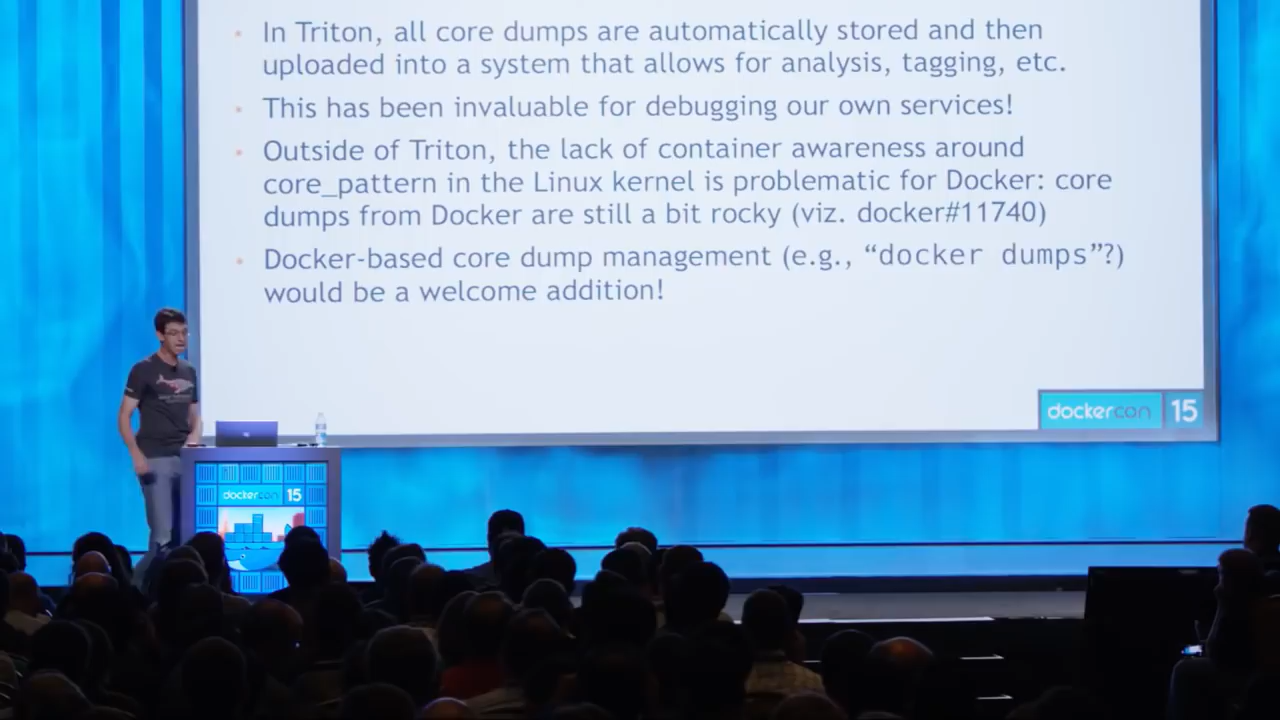 In Triton, all core dumps are automatically stored and then
uploaded into a system that allows for analysis, tagging, etc.
This has been invaluable for debugging our own services!
Outside of Triton, the lack of container awareness around
core_pattern in the Linux kernel is problematic for Docker: core
dumps from Docker are still a bit rocky (viz. docker#11740)
Docker-based core dump management (e.g., “docker dumps”?)
would be a welcome addition!
dockercon 15
dockercon 15